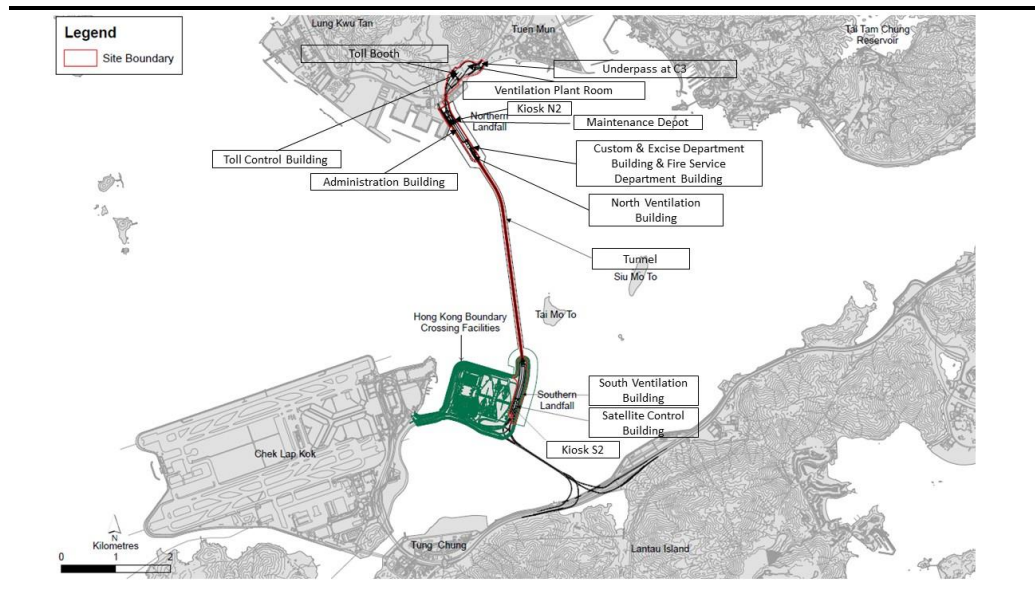 Legend
Site Boundary
Lung Kwu Tan
Tuen Mun
Tai Tam Chung
Reservoir
Toll Booth
Underpass at C3
Ventilation Plant Room
Kiosk N2
Northern
Landfall
Maintenance Depot
Toll Control Building
Custom & Excise Department
Building & Fire Service
Department Building
Administration Building
North Ventilation
Building
Tunnel
Siu Mo To
Tai Mo To
Hong Kong Boundary
Crossing Facilities
South Ventilation
Building
Southern
Landfall
Satellite Control
Building
Kiosk S2
Chek Lap Kok
N
Kilometres
0 1 2
Tung Chung
Lantau Island